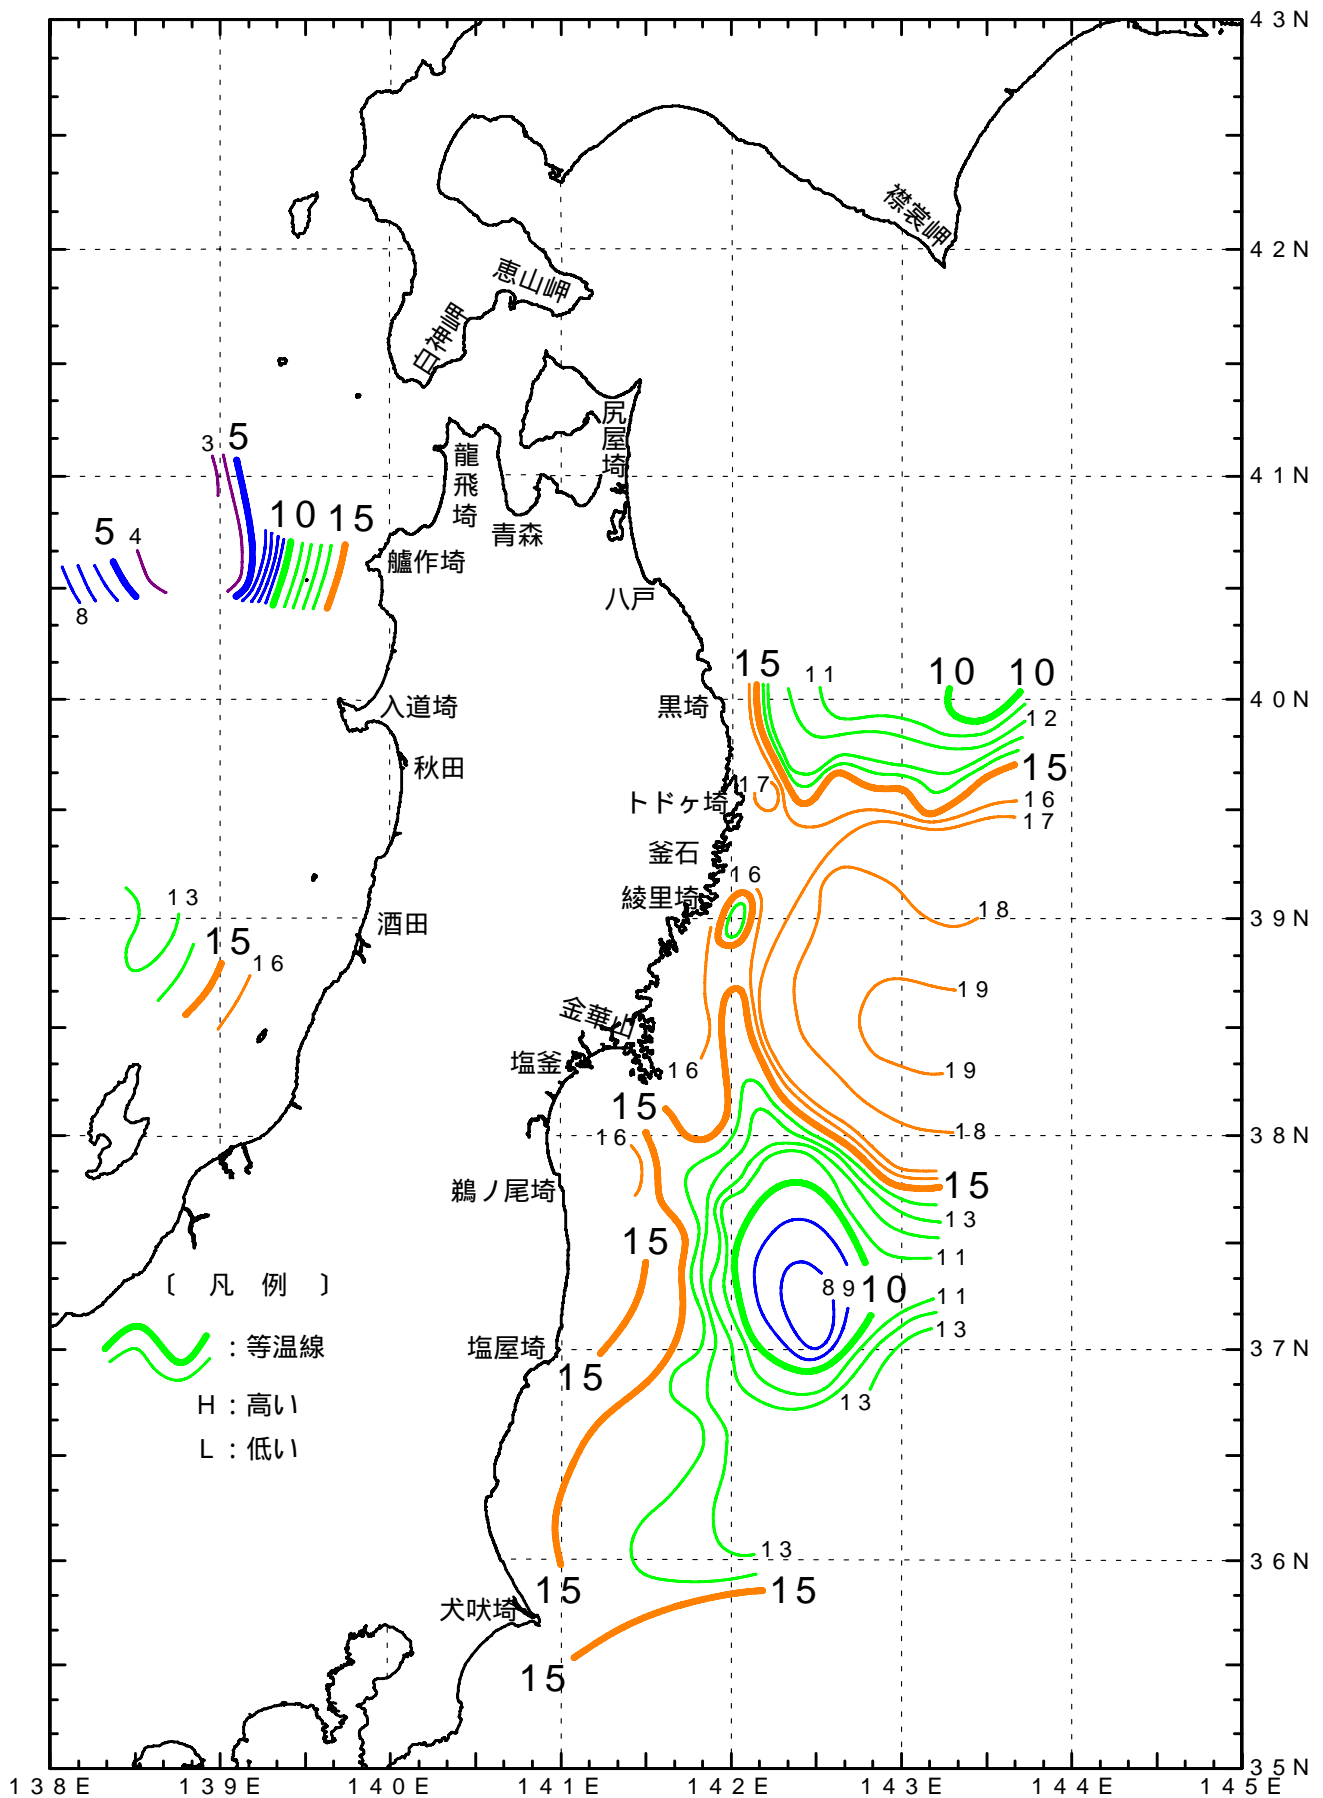 43N
襟裳岬
42N
恵山岬
白神岬
尻屋埼
3 5
龍飛埼
41N
10 15
5 4
青森
艫作埼
8
八戸
15 11 10 10
入道埼
黒埼
40N
12
秋田
15
17
トドヶ埼
16
17
釜石
16
綾里埼
13
18
酒田
39N
15
16
19
金華山
塩釜
16
19
15
16
18
38N
鵜ノ尾埼
15
13
15
11
〔 凡 例 〕
8 9 10
11
13
:等温線
塩屋埼
37N
15
13
H:高い
L:低い
13
36N
15
15
犬吠埼
15
35N
138E 139E 140E 141E 142E 143E 144E 145E